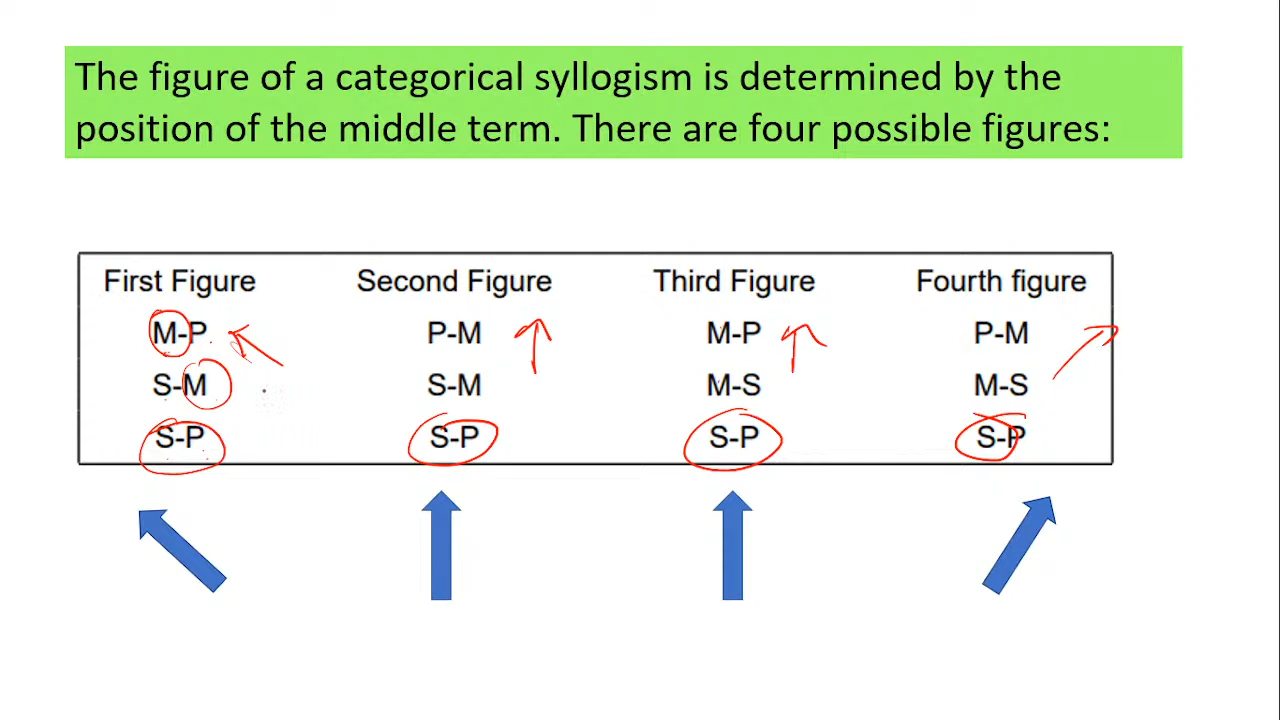 The figure of a categorical syllogism is determined by the
position of the middle term. There are four possible figures:
First Figure Second Figure Third Figure Fourth figure
M-P P-M M-P P-M
S-M S-M M-S M-S
S-P S-P S-P S-P